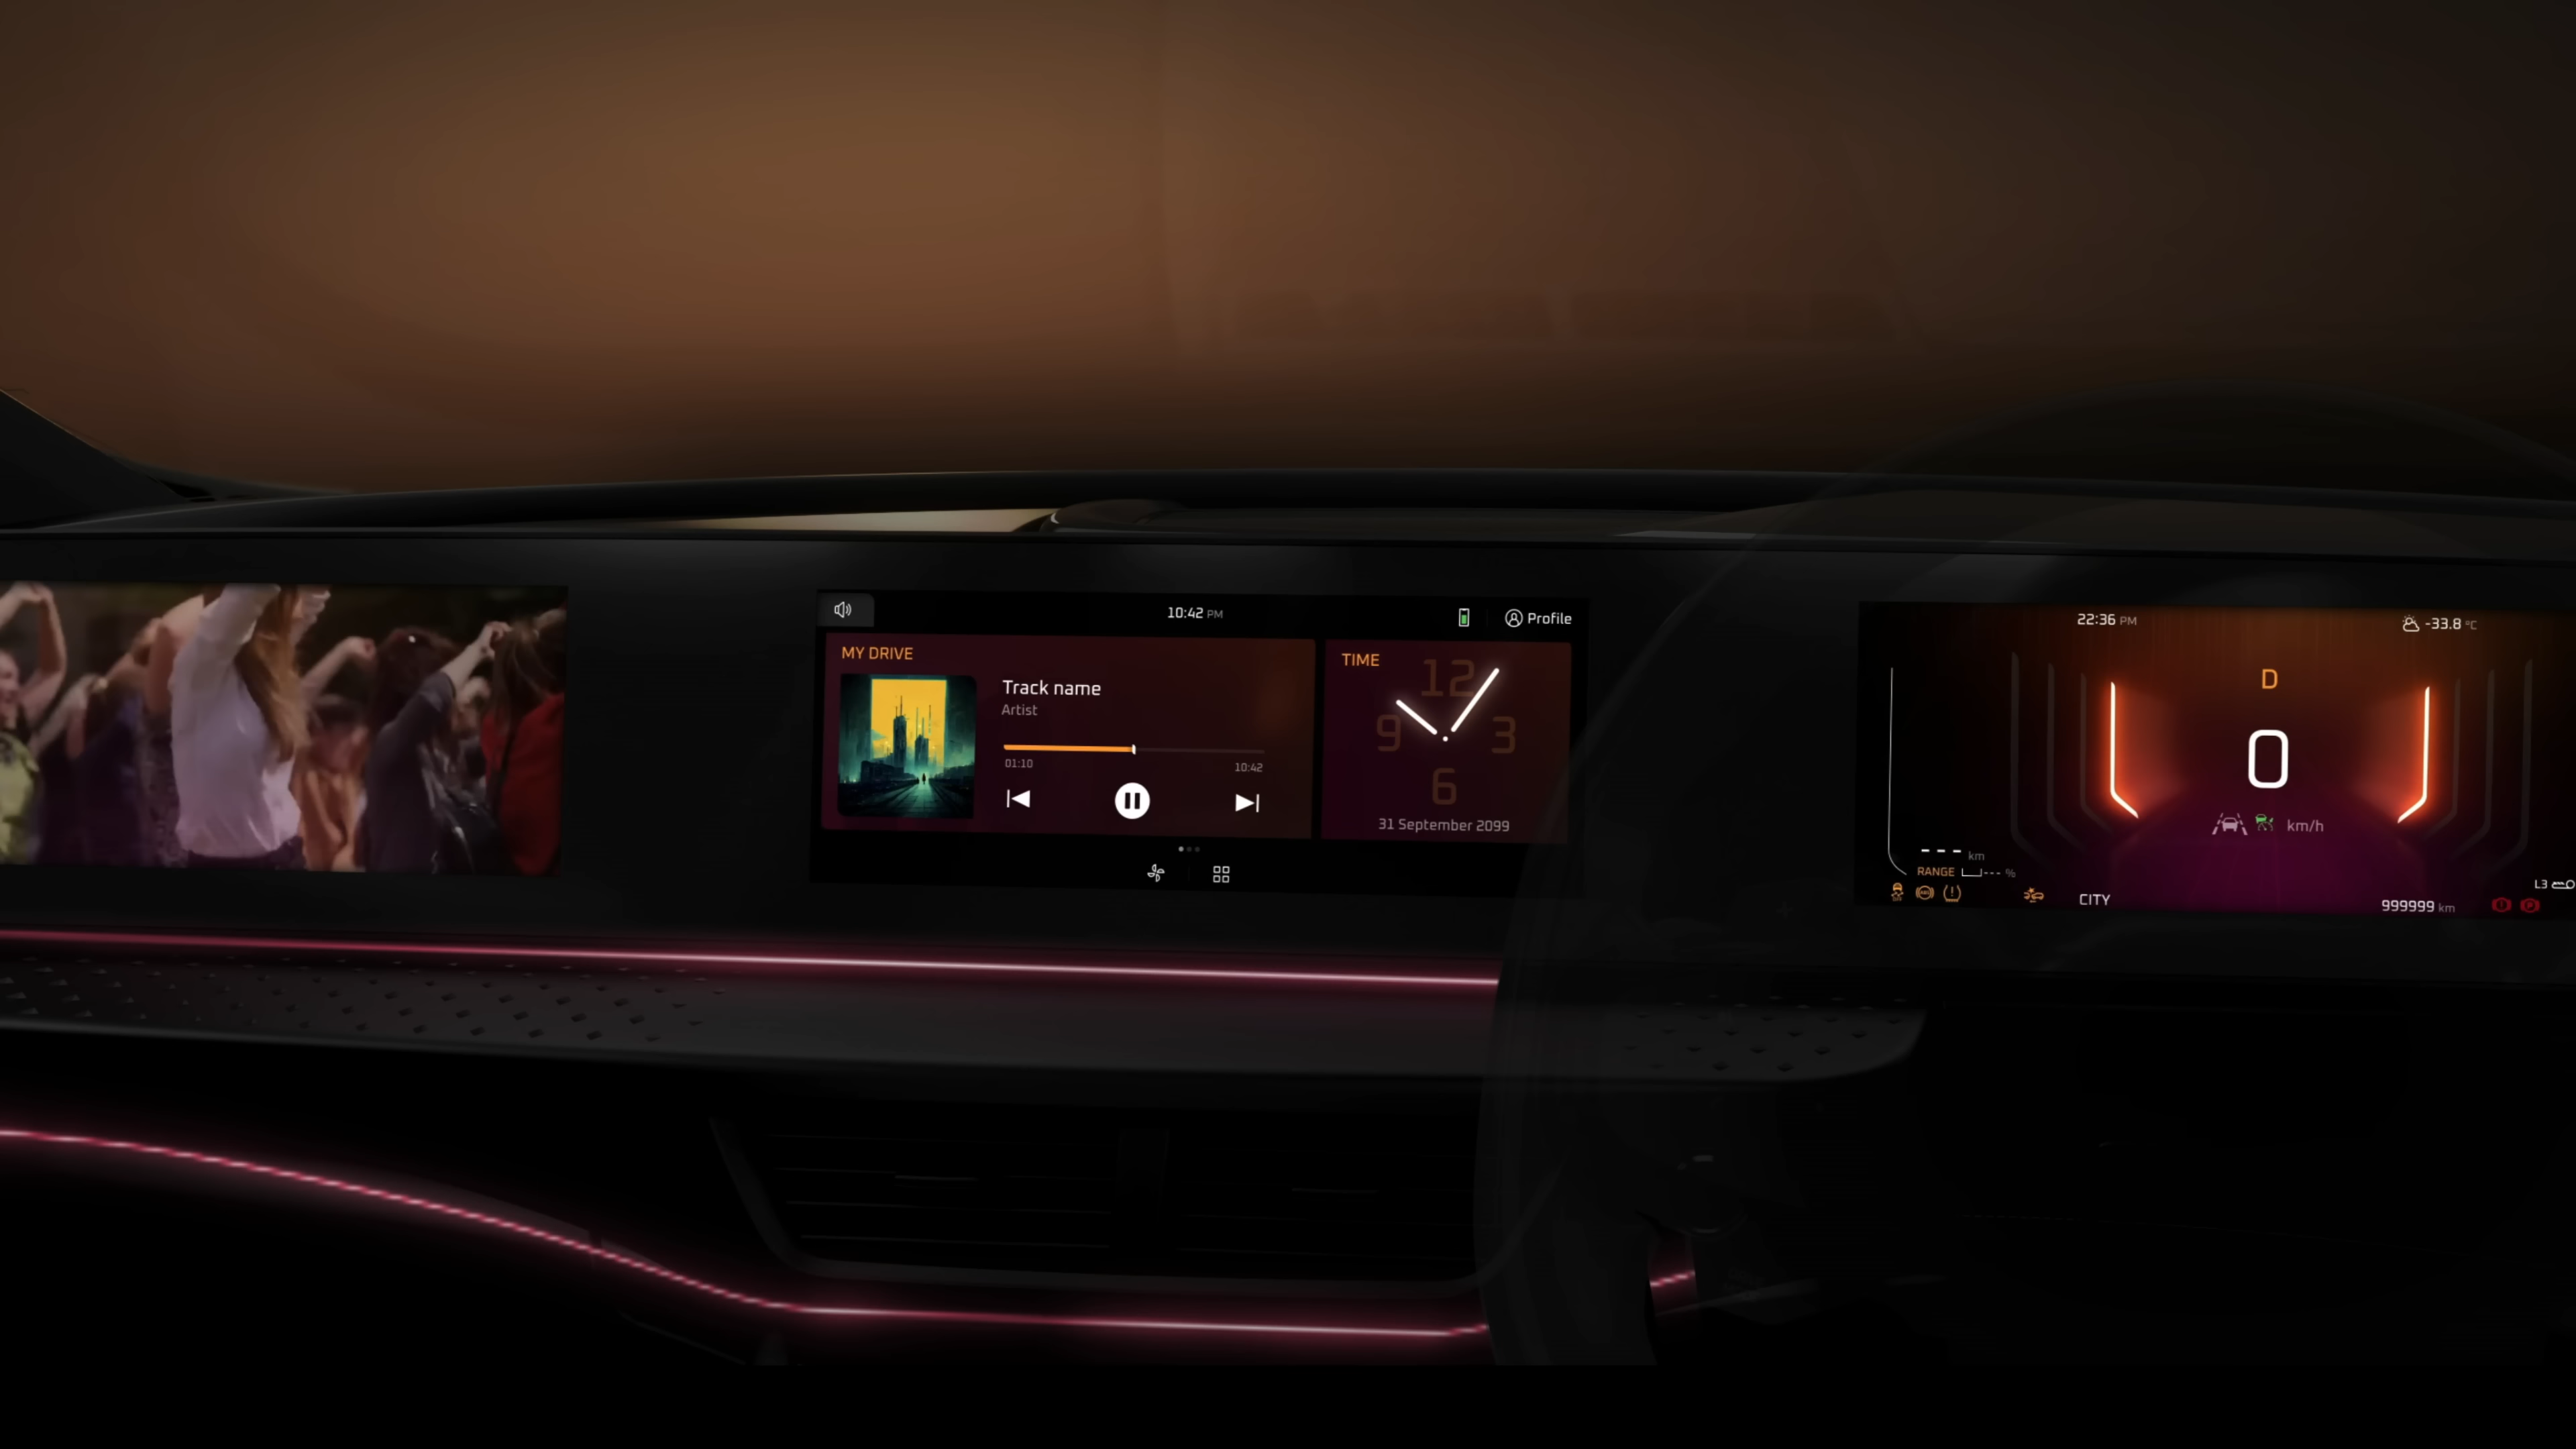 10:42 PM
Profile
MY DRIVE
Track name
Artist
01:10
10:42
TIME
12
9
3
6
31 September 2099
22:36 PM
-33.8 °C
D
0
km/h
--- km
RANGE
--- %
CITY
999999 km
L3